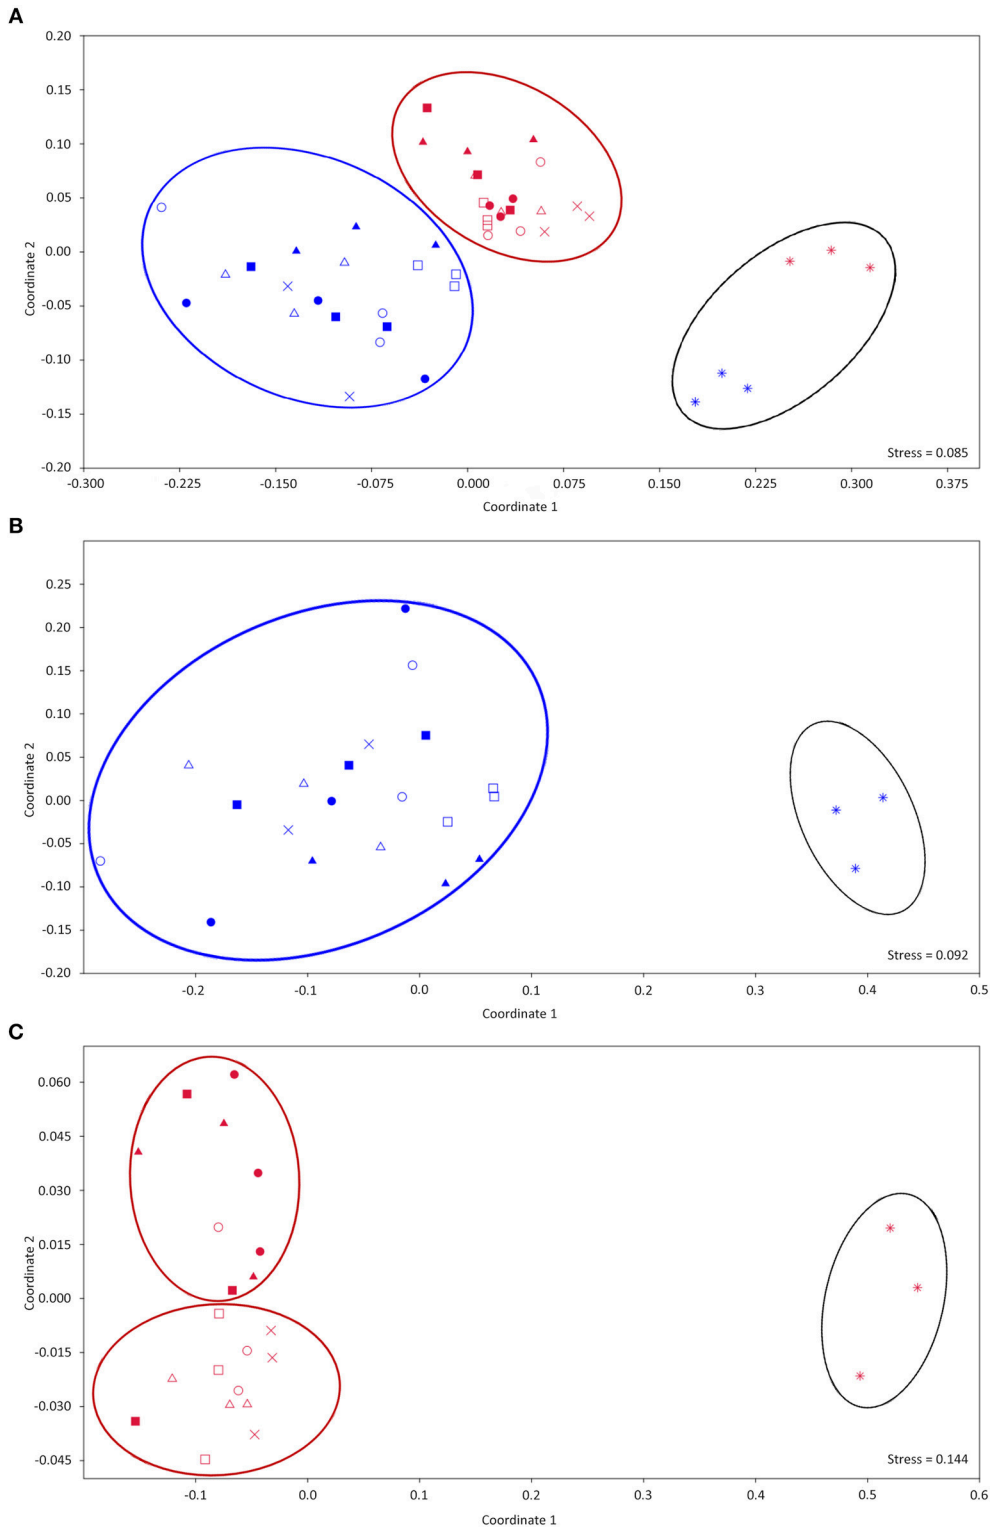 A
0.20
0.15
0.10
0.05
0.00
-0.05
-0.10
-0.15
-0.20
Coordinate 2
Stress = 0.085
-0.300 -0.225 -0.150 -0.075 0.000 0.075 0.150 0.225 0.300 0.375
Coordinate 1
B
0.25
0.20
0.15
0.10
0.05
0.00
-0.05
-0.10
-0.15
-0.20
Coordinate 2
Stress = 0.092
-0.2 -0.1 0.0 0.1 0.2 0.3 0.4 0.5
Coordinate 1
C
0.060
0.045
0.030
0.015
0.000
-0.015
-0.030
-0.045
Coordinate 2
Stress = 0.144
-0.1 0.0 0.1 0.2 0.3 0.4 0.5 0.6
Coordinate 1